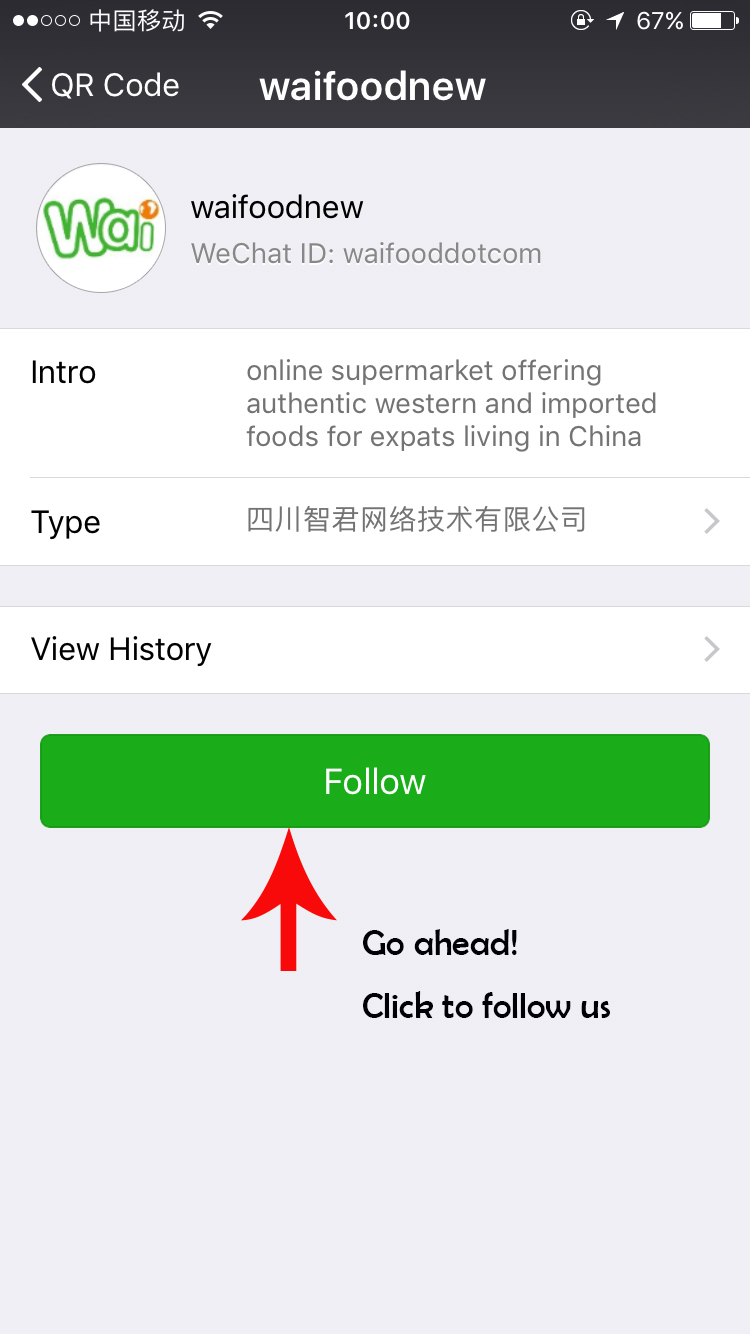 中国移动 10:00 67%
QR Code waifoodnew
Wai
waifoodnew
WeChat ID: waifooddotcom
Intro
online supermarket offering
authentic western and imported
foods for expats living in China
Type 四川智君网络技术有限公司
View History
Follow
Go ahead!
Click to follow us